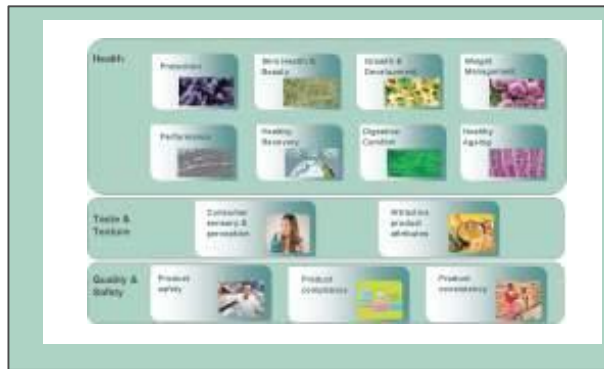 Health
Protection
Skin Health &
Beauty
Growth &
Development
Weight
Management
Performance
Healthy
Recovery
Digestive
Comfort
Healthy
Ageing
Taste &
Texture
Consumer
sensory &
perception
Attractive
product
attributes
Quality &
Safety
Product
safety
Product
compliance
Product
consistency